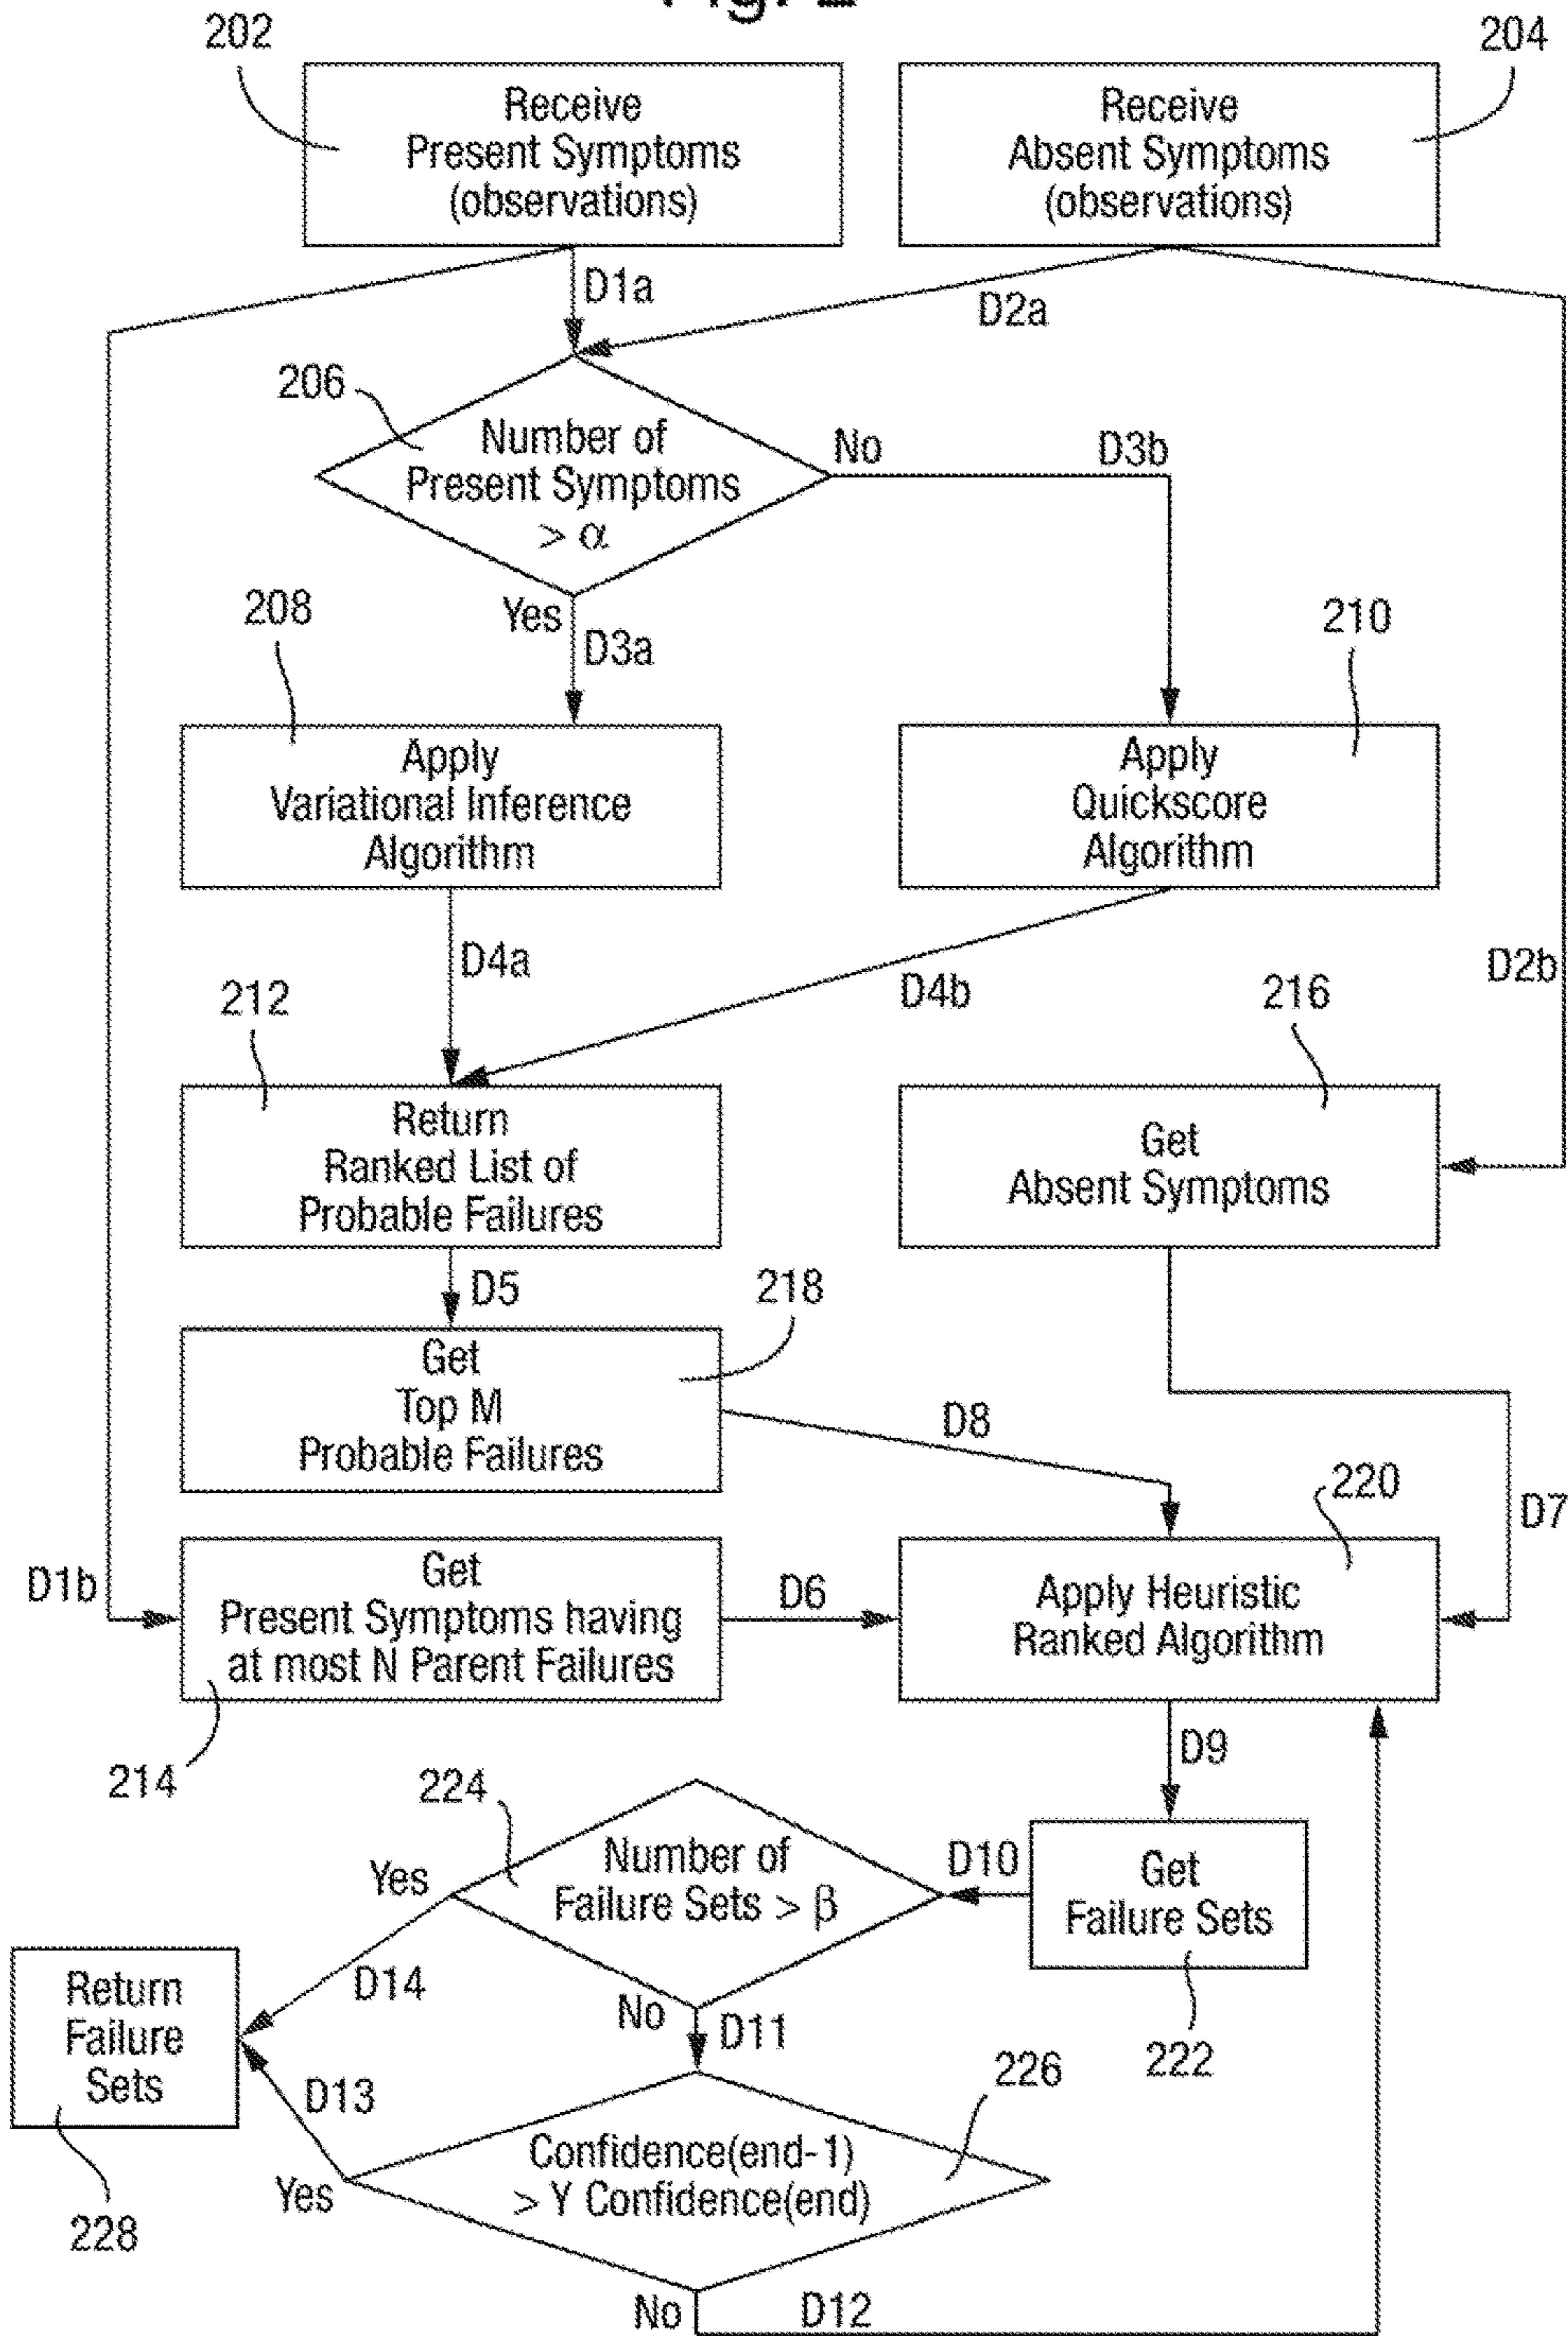 202
204
Receive
Present Symptoms
(observations)
Receive
Absent Symptoms
(observations)
D1a
D2a
206
Number of
Present Symptoms
> α
No
D3b
Yes
D3a
208
210
Apply
Variational Inference
Algorithm
Apply
Quickscore
Algorithm
D4a
D4b
D2b
212
216
Return
Ranked List of
Probable Failures
Get
Absent Symptoms
D5
218
Get
Top M
Probable Failures
D8
220
D7
D1b
Get
Present Symptoms having
at most N Parent Failures
D6
Apply Heuristic
Ranked Algorithm
214
D9
224
Number of
Failure Sets > β
Yes
D10
Get
Failure Sets
D14
No
D11
222
Return
Failure
Sets
D13
226
Confidence(end-1)
> Y Confidence(end)
Yes
228
No
D12